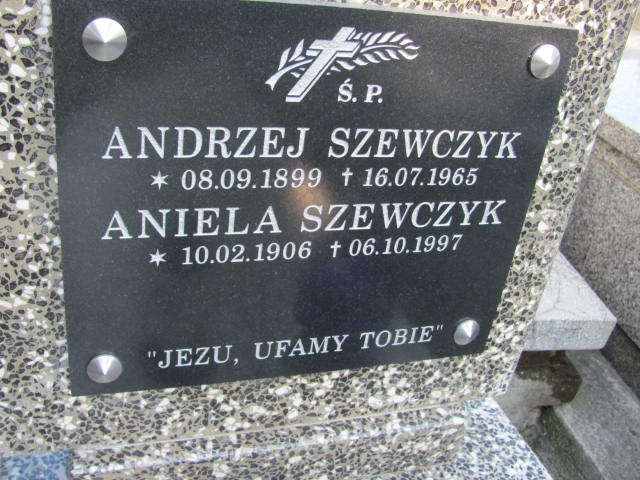 Ś. P.
ANDRZEJ SZEWCZYK
✶ 08.09.1899 † 16.07.1965
ANIELA SZEWCZYK
✶ 10.02.1906 † 06.10.1997
"JEZU, UFAMY TOBIE"